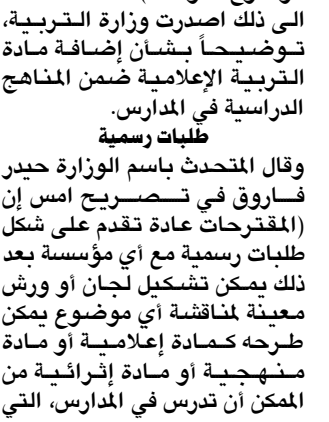 الى ذلك اصدرت وزارة التربية،
توضيحاً بشأن إضافة مادة
التربية الإعلامية ضمن المناهج
الدراسية في المدارس.
طلبات رسمية
وقال المتحدث باسم الوزارة حيدر
فاروق في تصريح امس إن
(المقترحات عادة تقدم على شكل
طلبات رسمية مع أي مؤسسة بعد
ذلك يمكن تشكيل لجان أو ورش
معينة لمناقشة أي موضوع يمكن
طرحه كمادة إعلامية أو مادة
منهجية أو مادة إثرائية من
الممكن أن تدرس في المدارس، التي